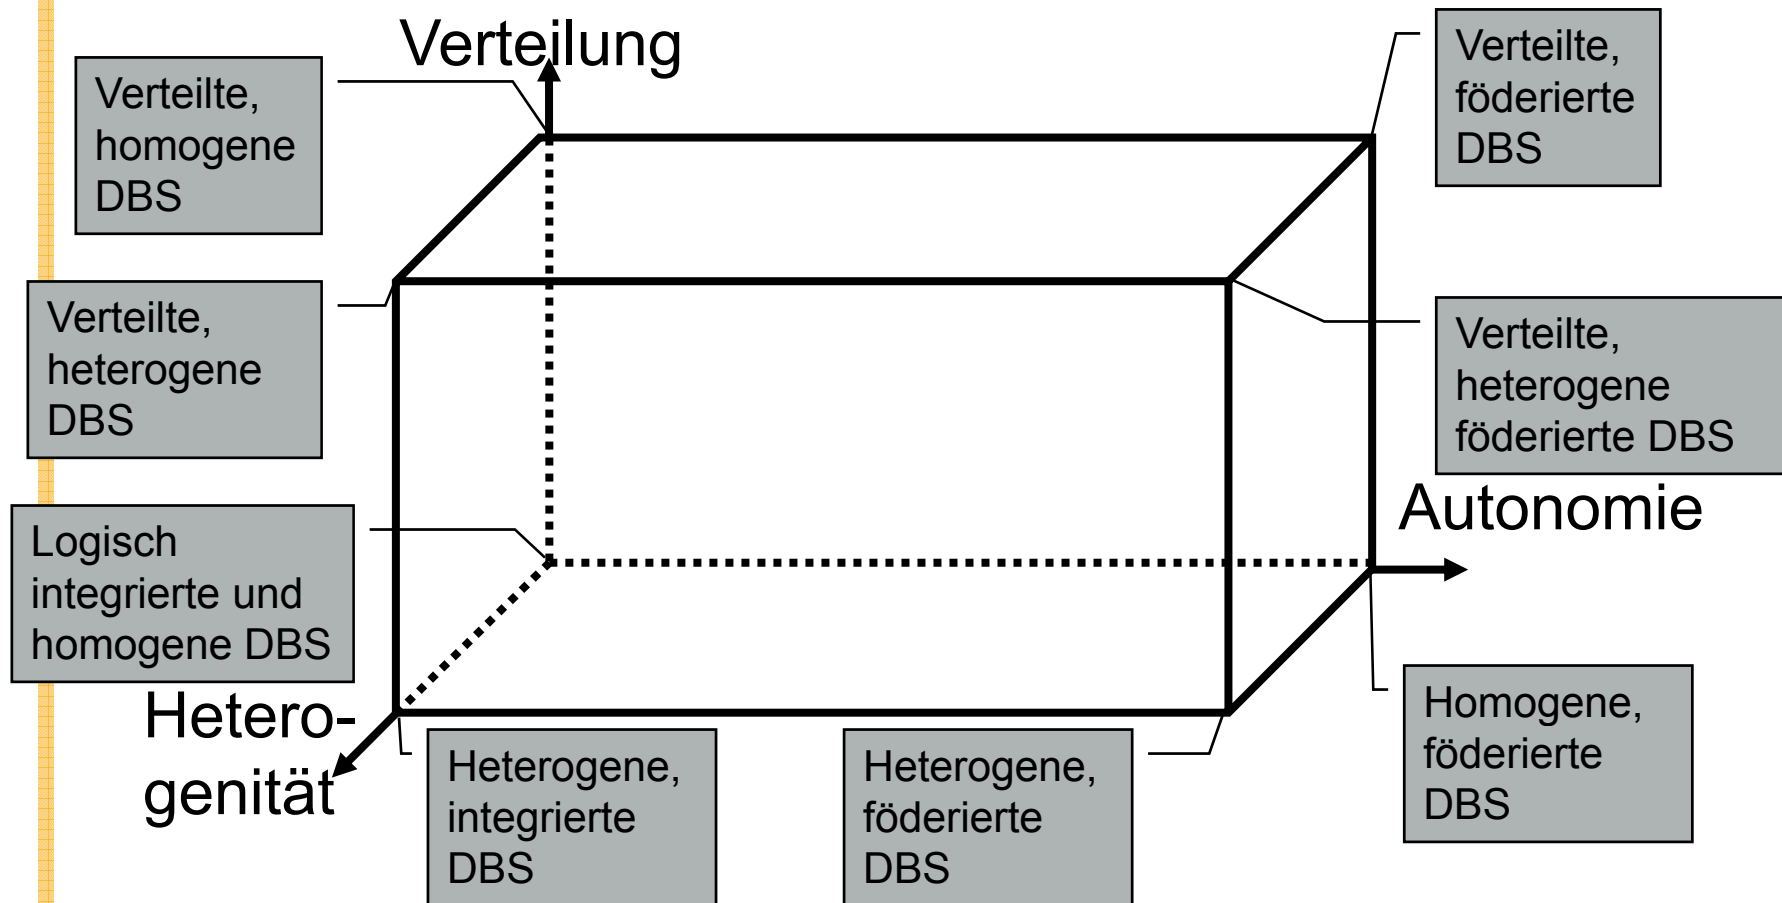 Verteilung
Verteilte,
homogene
DBS
Verteilte,
föderierte
DBS
Verteilte,
heterogene
DBS
Verteilte,
heterogene
föderierte DBS
Autonomie
Logisch
integrierte und
homogene DBS
Hetero-
genität
Heterogene,
integrierte
DBS
Heterogene,
föderierte
DBS
Homogene,
föderierte
DBS